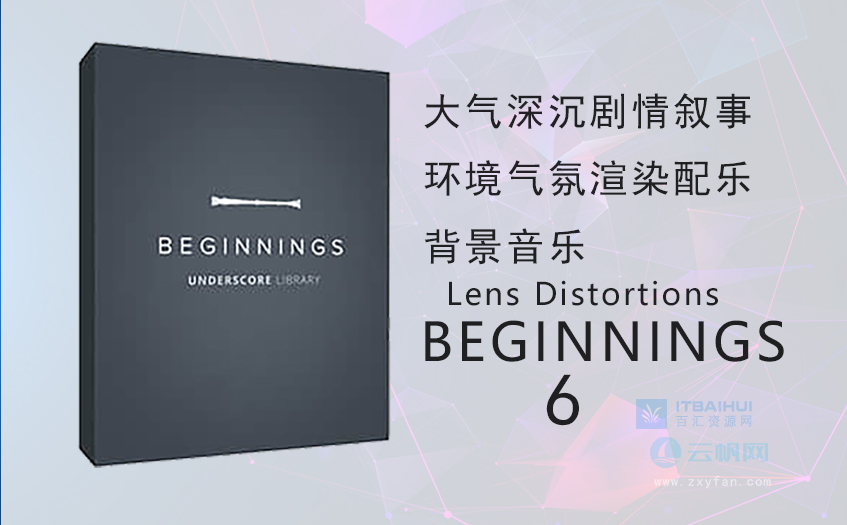 BEGINNINGS
UNDERSCORE LIBRARY
大气深沉剧情叙事
环境气氛渲染配乐
背景音乐
Lens Distortions
BEGINNINGS
6
ITBAIHUI
百汇资源网
云帆网
www.zxyfan.com